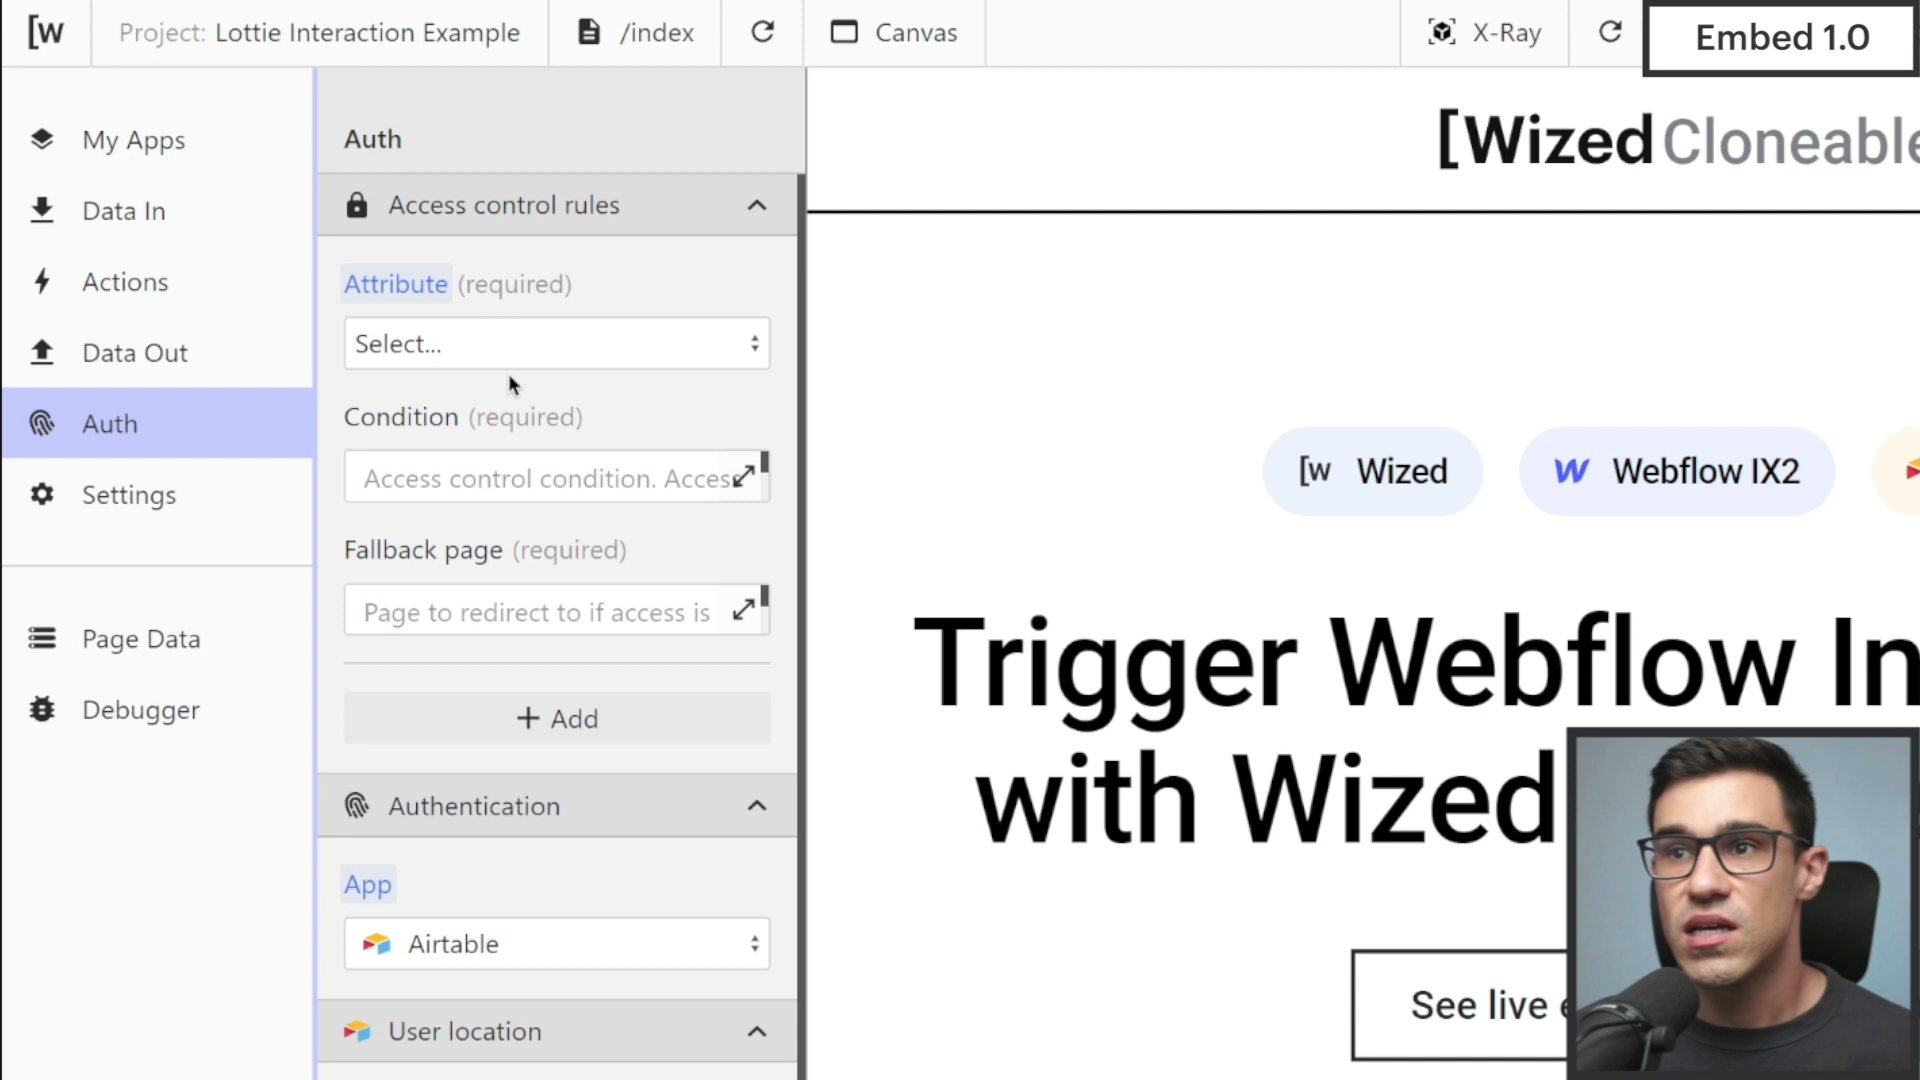 [W
Project: Lottie Interaction Example
/index
Canvas
X-Ray
Embed 1.0
My Apps
Data In
Actions
Data Out
Auth
Settings
Page Data
Debugger
Auth
Access control rules
Attribute (required)
Select...
Condition (required)
Access control condition. Acces
Fallback page (required)
Page to redirect to if access is
+ Add
Authentication
App
Airtable
User location
[Wized Cloneable
[W Wized
W Webflow IX2
Trigger Webflow In
with Wized
See live e